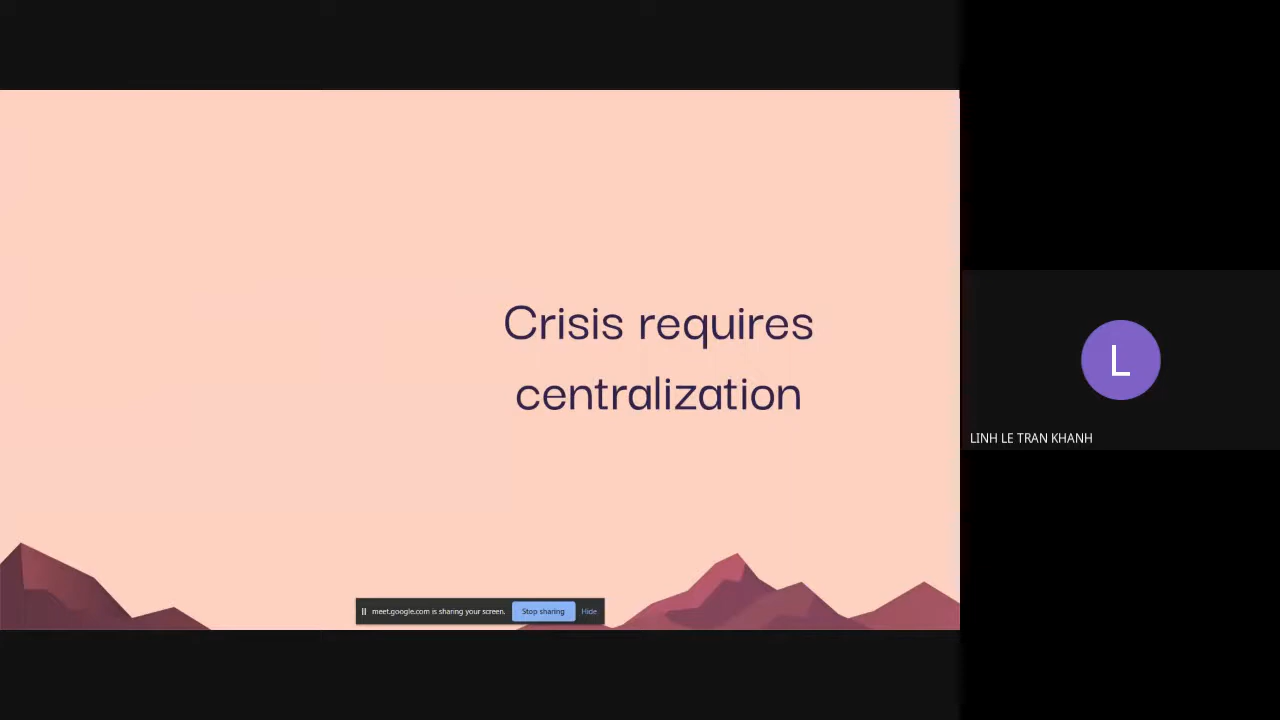 Crisis requires
centralization
L
LINH LE TRAN KHANH
meet.google.com is sharing your screen.
Stop sharing
Hide